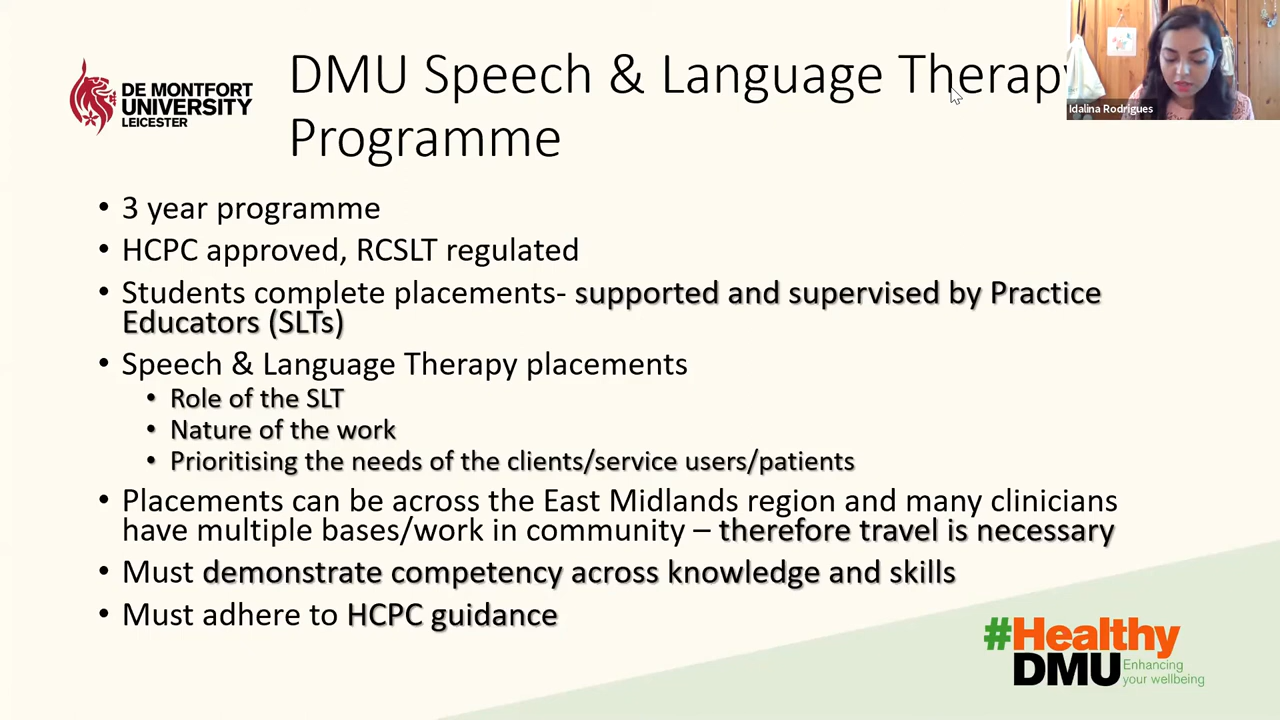 DE MONTFORT
UNIVERSITY
LEICESTER
DMU Speech & Language Therapy
Programme
Idalina Rodrigues
• 3 year programme
• HCPC approved, RCSLT regulated
• Students complete placements- supported and supervised by Practice
Educators (SLTs)
• Speech & Language Therapy placements
• Role of the SLT
• Nature of the work
• Prioritising the needs of the clients/service users/patients
• Placements can be across the East Midlands region and many clinicians
have multiple bases/work in community – therefore travel is necessary
• Must demonstrate competency across knowledge and skills
• Must adhere to HCPC guidance
#Healthy
DMU Enhancing
your wellbeing